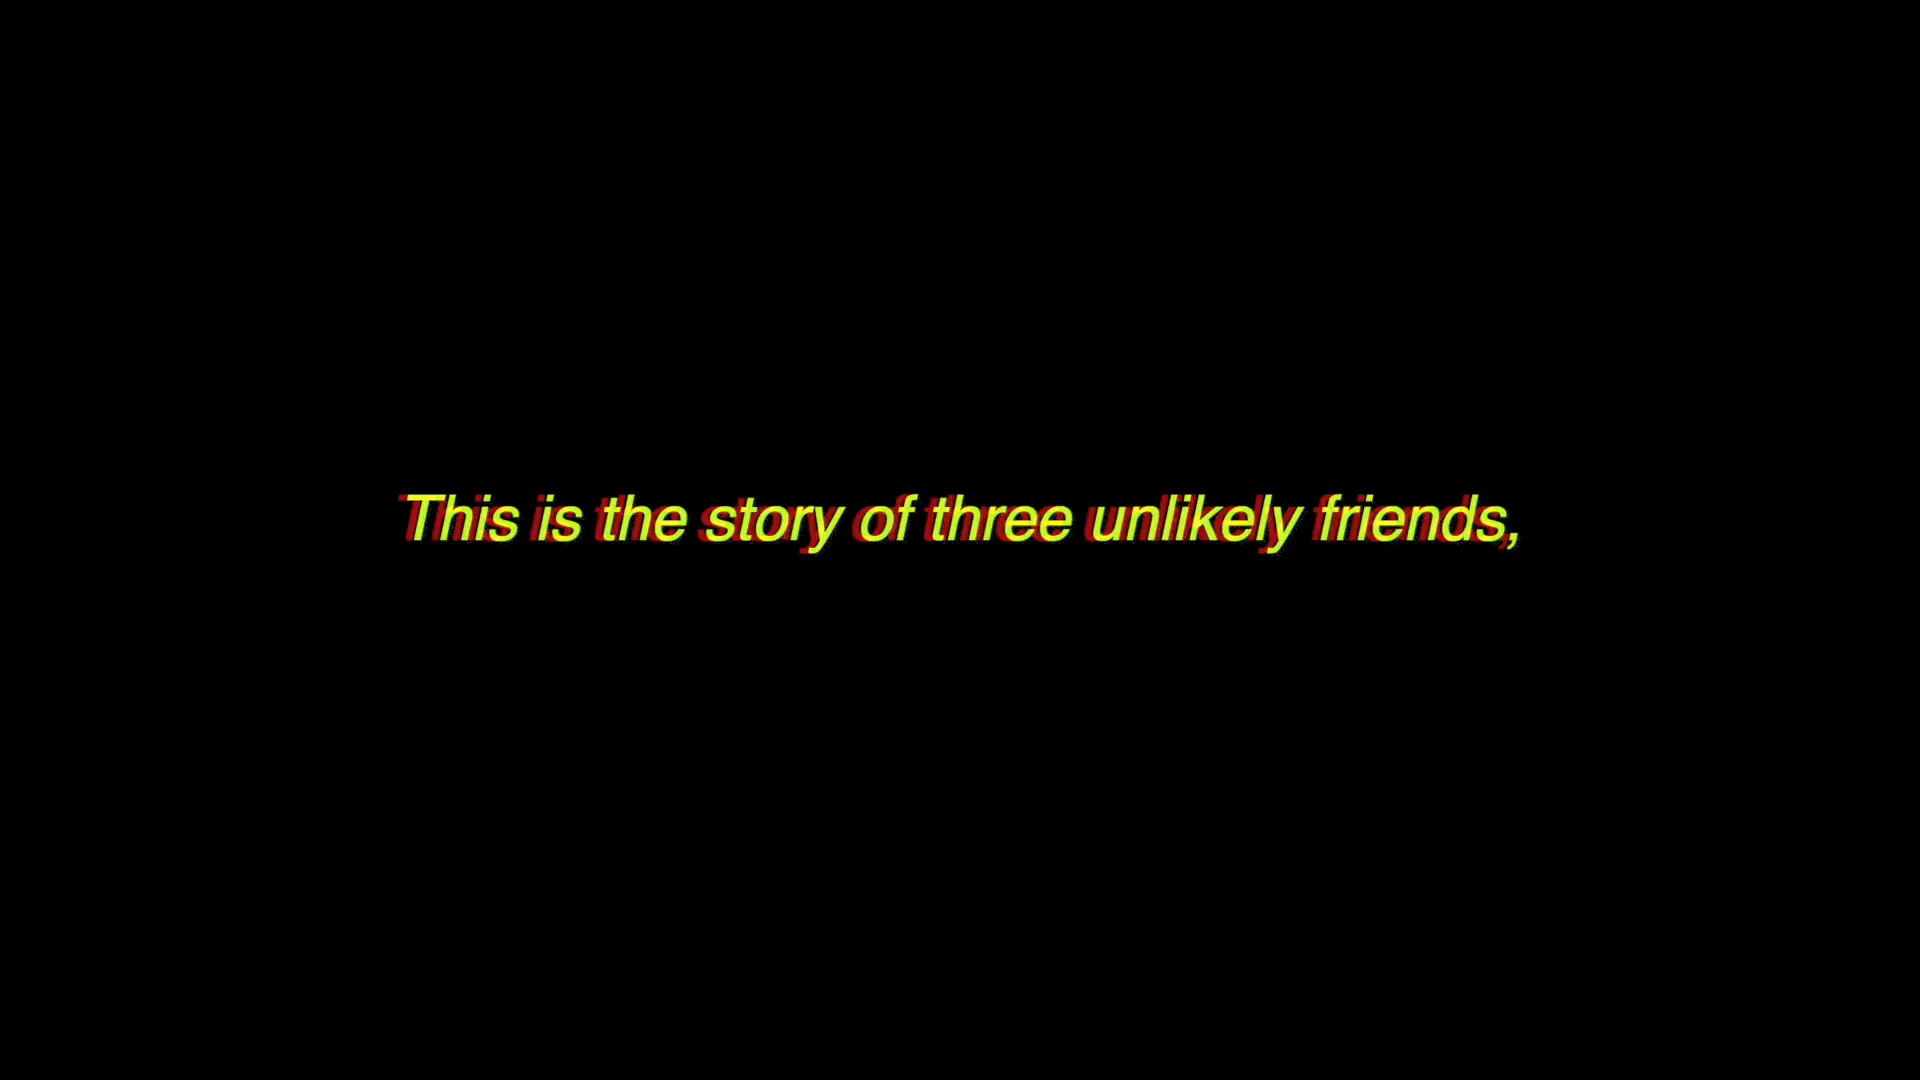 This is the story of three unlikely friends,